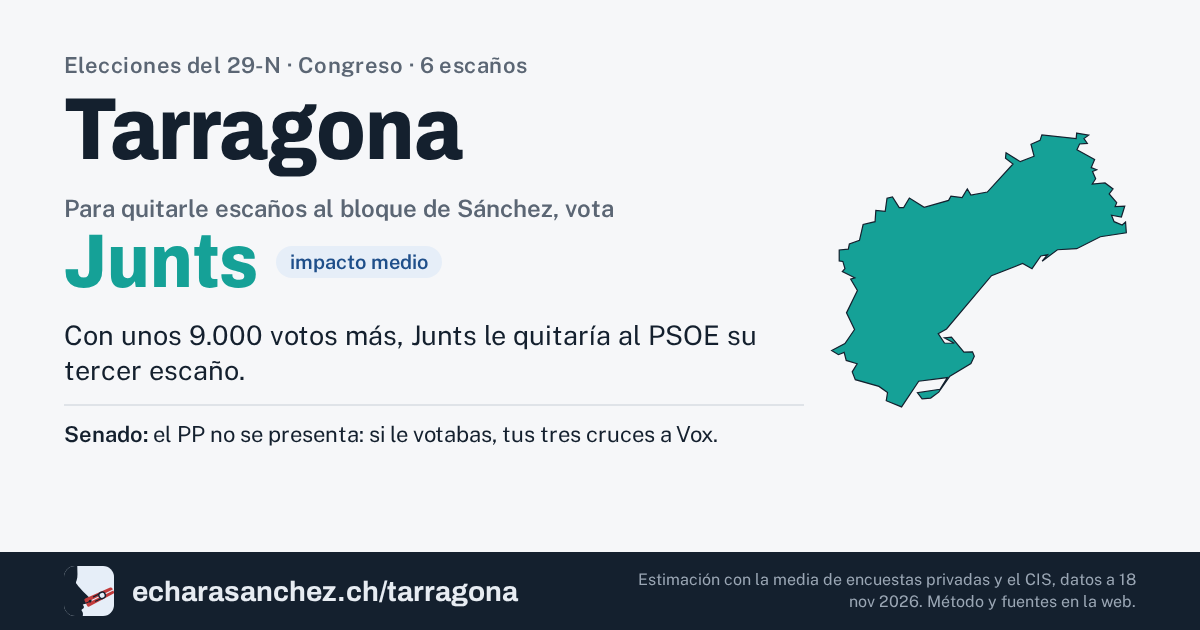 Elecciones del 29-N · Congreso · 6 escaños
Tarragona
Para quitarle escaños al bloque de Sánchez, vota
Junts
impacto medio
Con unos 9.000 votos más, Junts le quitaría al PSOE su
tercer escaño.
Senado: el PP no se presenta: si le votabas, tus tres cruces a Vox.
echarasanchez.ch/tarragona
Estimación con la media de encuestas privadas y el CIS, datos a 18
nov 2026. Método y fuentes en la web.